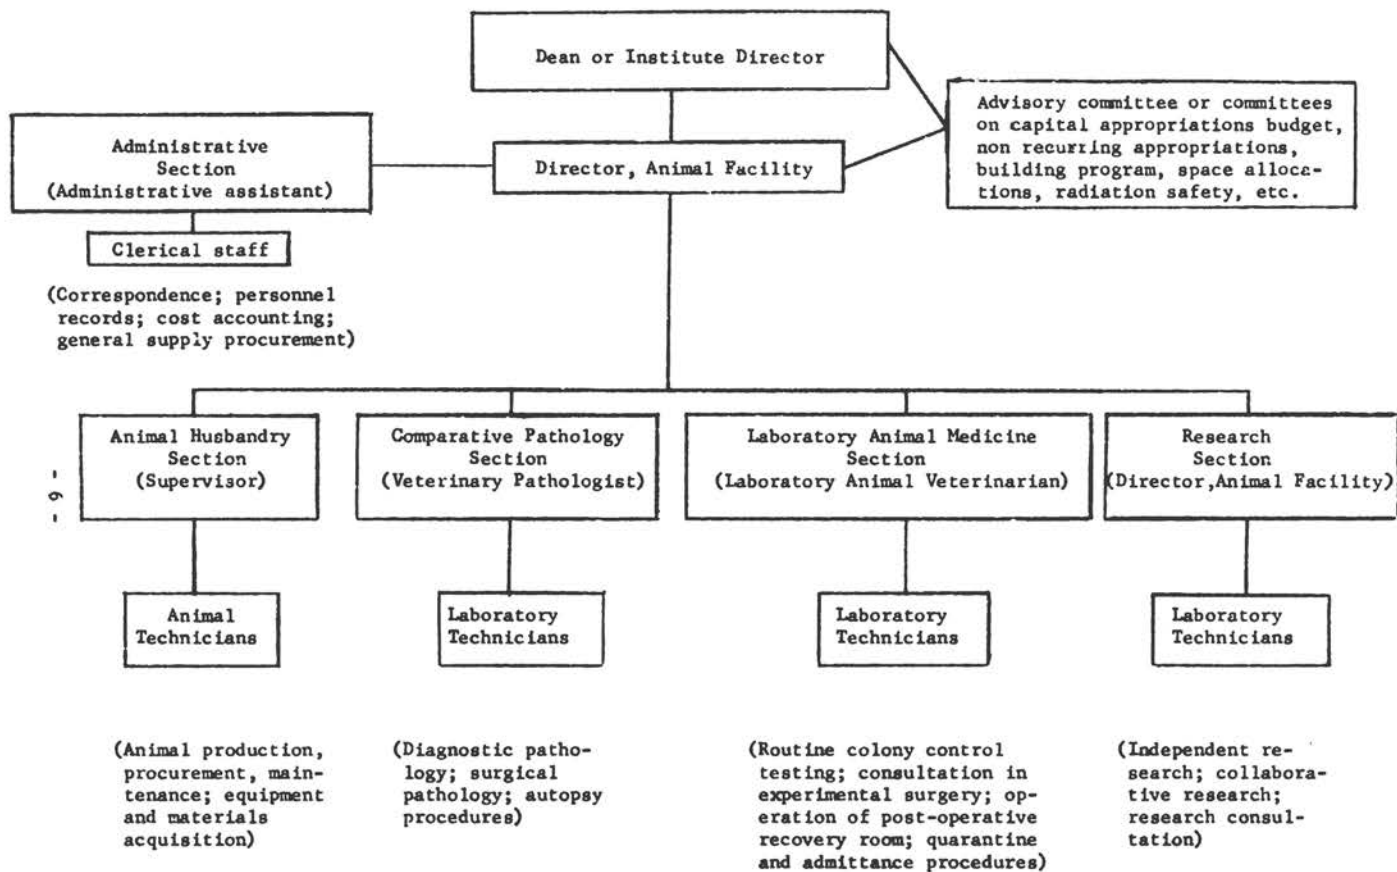 Dean or Institute Director
Advisory committee or committees
on capital appropriations budget,
non recurring appropriations,
building program, space alloca-
tions, radiation safety, etc.
Administrative
Section
(Administrative assistant)
Director, Animal Facility
Clerical staff
(Correspondence; personnel
records; cost accounting;
general supply procurement)
Animal Husbandry
Section
(Supervisor)
Comparative Pathology
Section
(Veterinary Pathologist)
Laboratory Animal Medicine
Section
(Laboratory Animal Veterinarian)
Research
Section
(Director,Animal Facility)
- 9 -
Animal
Technicians
Laboratory
Technicians
Laboratory
Technicians
Laboratory
Technicians
(Animal production,
procurement, main-
tenance; equipment
and materials
acquisition)
(Diagnostic patho-
logy; surgical
pathology; autopsy
procedures)
(Routine colony control
testing; consultation in
experimental surgery; op-
eration of post-operative
recovery room; quarantine
and admittance procedures)
(Independent re-
search; collabora-
tive research;
research consul-
tation)